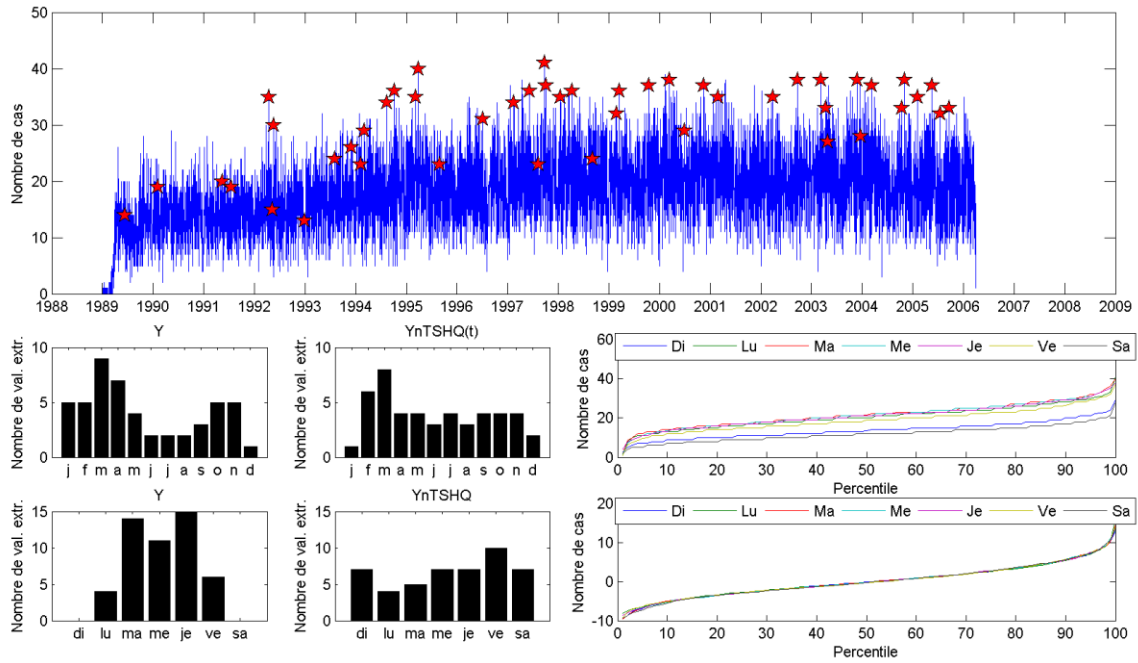 50
40
30
20
10
0
Nombre de cas
1988 1989 1990 1991 1992 1993 1994 1995 1996 1997 1998 1999 2000 2001 2002 2003 2004 2005 2006 2007 2008 2009
Y
10
5
0
Nombre de val. extr.
j f m a m j j a s o n d
YnTSHQ(t)
10
5
0
Nombre de val. extr.
j f m a m j j a s o n d
60
40
20
0
Nombre de cas
Di Lu Ma Me Je Ve Sa
0 10 20 30 40 50 60 70 80 90 100
Percentile
Y
15
10
5
0
Nombre de val. extr.
di lu ma me je ve sa
YnTSHQ
15
10
5
0
Nombre de val. extr.
di lu ma me je ve sa
20
10
0
-10
Nombre de cas
Di Lu Ma Me Je Ve Sa
0 10 20 30 40 50 60 70 80 90 100
Percentile